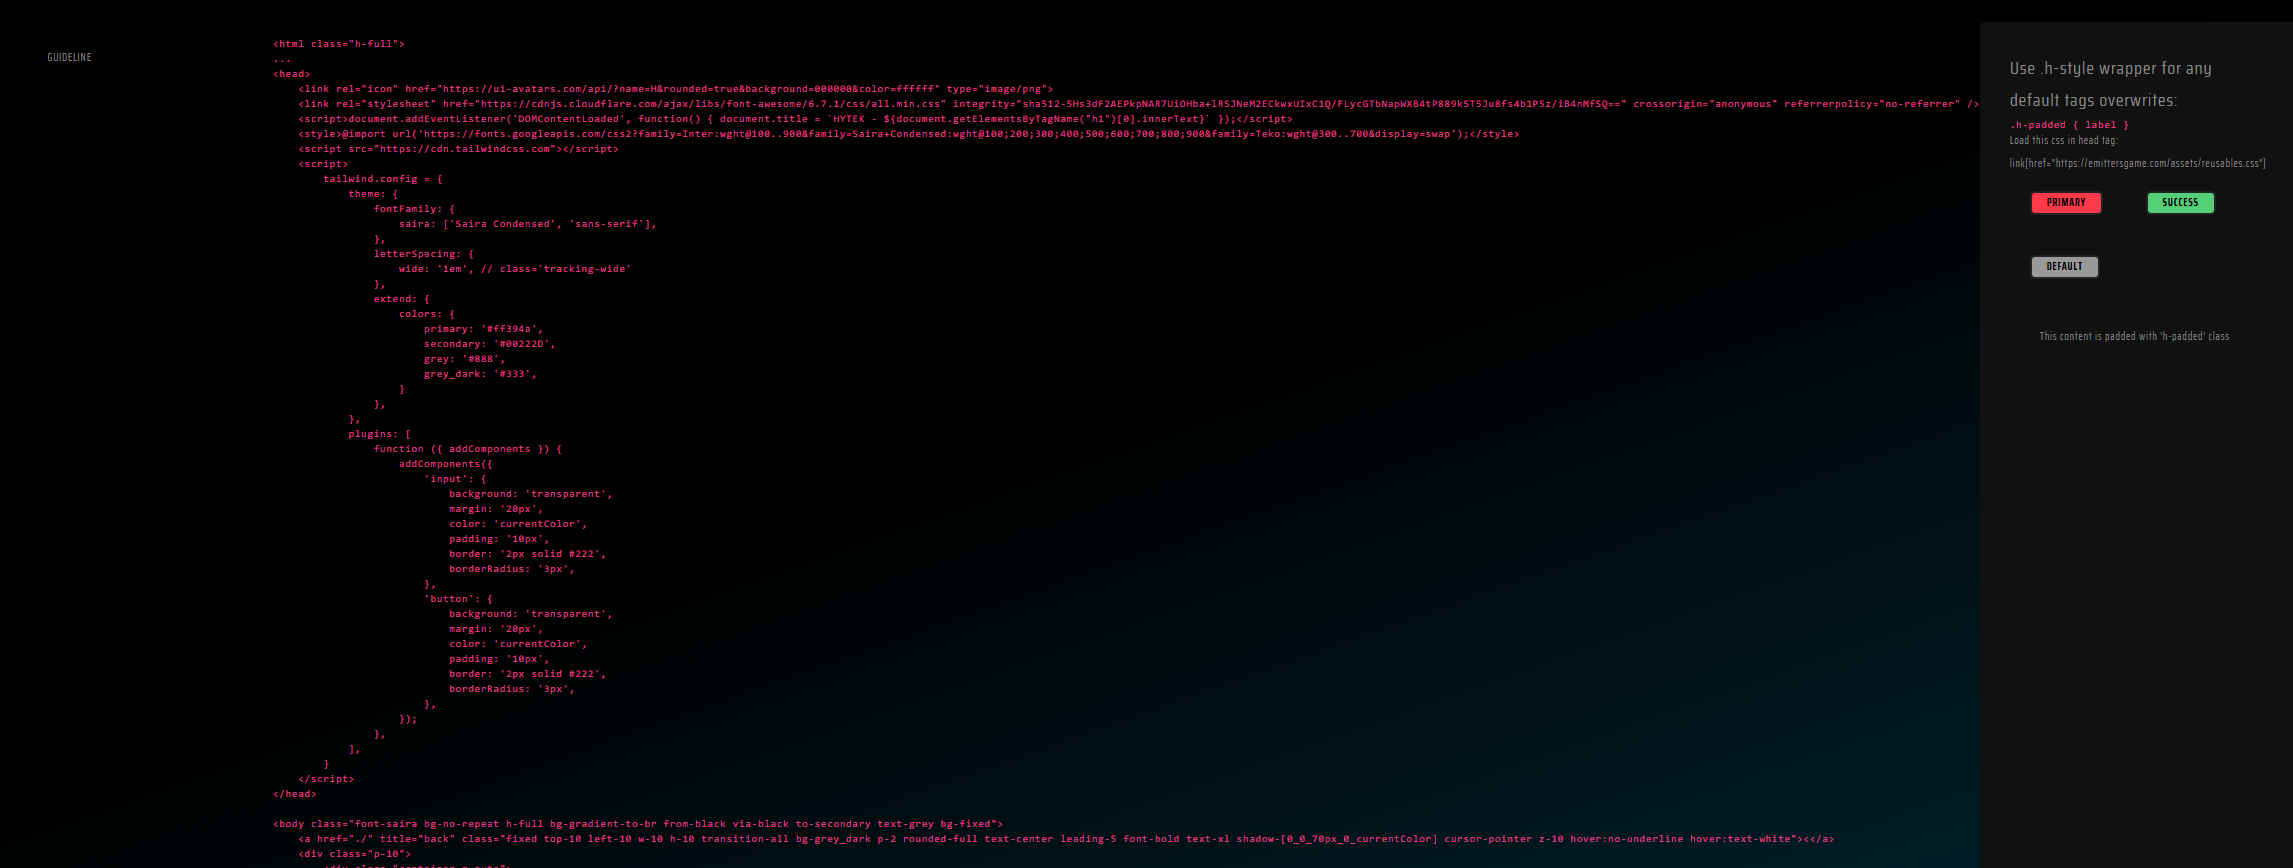 GUIDELINE
<html class="h-full">
...
<head>
    <link rel="icon" href="https://ui-avatars.com/api/?name=H&rounded=true&background=000000&color=ffffff" type="image/png">
    <link rel="stylesheet" href="https://cdnjs.cloudflare.com/ajax/libs/font-awesome/6.7.1/css/all.min.css" integrity="sha512-5Hs3dF2AEPkpNAR7UiOHba+lRSJNeM2ECkwxUIxC1Q/FLycGTbNapWXB4tP889k5T5Ju8fs4b1P5z/iB4nMfSQ==" crossorigin="anonymous" referrerpolicy="no-referrer" />
    <script>document.addEventListener('DOMContentLoaded', function() { document.title = `HYTEK - ${document.getElementsByTagName("h1")[0].innerText}` });</script>
    <style>@import url('https://fonts.googleapis.com/css2?family=Inter:wght@100..900&family=Saira+Condensed:wght@100;200;300;400;500;600;700;800;900&family=Teko:wght@300..700&display=swap');</style>
    <script src="https://cdn.tailwindcss.com"></script>
    <script>
        tailwind.config = {
            theme: {
                fontFamily: {
                    saira: ['Saira Condensed', 'sans-serif'],
                },
                letterSpacing: {
                    wide: '1em', // class='tracking-wide'
                },
                extend: {
                    colors: {
                        primary: '#ff394a',
                        secondary: '#00222D',
                        grey: '#888',
                        grey_dark: '#333',
                    }
                },
            },
            plugins: [
                function ({ addComponents }) {
                    addComponents({
                        'input': {
                            background: 'transparent',
                            margin: '20px',
                            color: 'currentColor',
                            padding: '10px',
                            border: '2px solid #222',
                            borderRadius: '3px',
                        },
                        'button': {
                            background: 'transparent',
                            margin: '20px',
                            color: 'currentColor',
                            padding: '10px',
                            border: '2px solid #222',
                            borderRadius: '3px',
                        },
                    });
                },
            ],
        }
    </script>
</head>
<body class="font-saira bg-no-repeat h-full bg-gradient-to-br from-black via-black to-secondary text-grey bg-fixed">
    <a href="./" title="back" class="fixed top-10 left-10 w-10 h-10 transition-all bg-grey_dark p-2 rounded-full text-center leading-5 font-bold text-xl shadow-[0_0_70px_0_currentColor] cursor-pointer z-10 hover:no-underline hover:text-white"><</a>
    <div class="p-10">
Use .h-style wrapper for any
default tags overwrites:
.h-padded { label }
Load this css in head tag:
link[href="https://emittersgame.com/assets/reusables.css"]
PRIMARY
SUCCESS
DEFAULT
This content is padded with 'h-padded' class